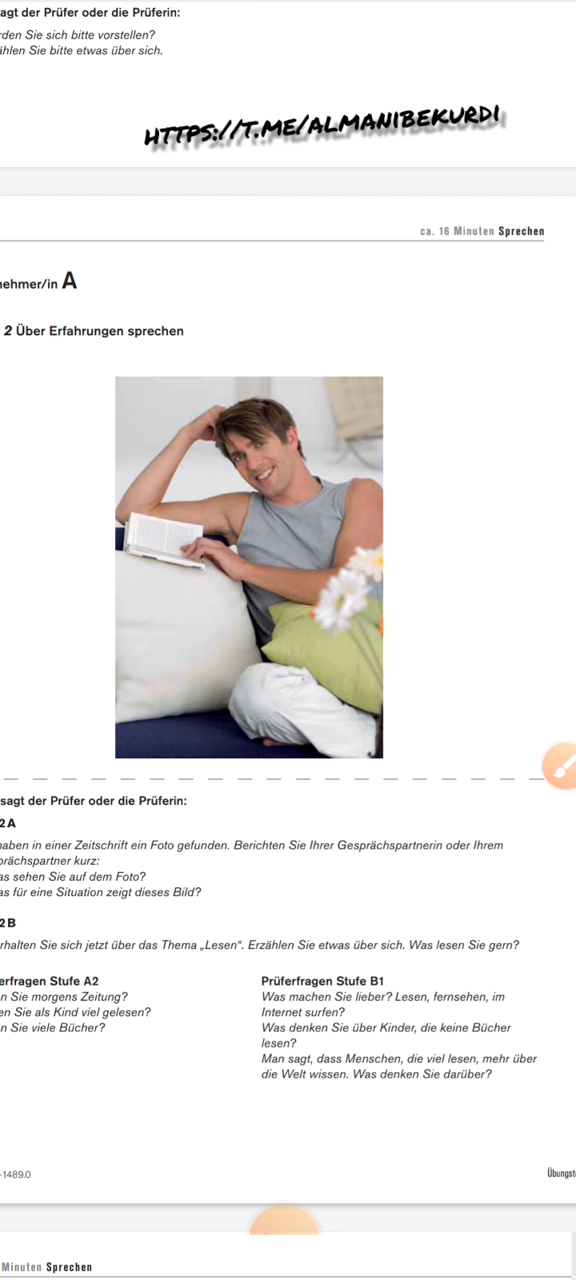 agt der Prüfer oder die Prüferin:
rden Sie sich bitte vorstellen?
ählen Sie bitte etwas über sich.
HTTPS://T.ME/ALMANIBEKURDI
ca. 16 Minuten Sprechen
nehmer/in A
2 Über Erfahrungen sprechen
sagt der Prüfer oder die Prüferin:
2 A
haben in einer Zeitschrift ein Foto gefunden. Berichten Sie Ihrer Gesprächspartnerin oder Ihrem
prächspartner kurz:
as sehen Sie auf dem Foto?
as für eine Situation zeigt dieses Bild?
2 B
rhalten Sie sich jetzt über das Thema „Lesen“. Erzählen Sie etwas über sich. Was lesen Sie gern?
erfragen Stufe A2
n Sie morgens Zeitung?
en Sie als Kind viel gelesen?
n Sie viele Bücher?
Prüferfragen Stufe B1
Was machen Sie lieber? Lesen, fernsehen, im
Internet surfen?
Was denken Sie über Kinder, die keine Bücher
lesen?
Man sagt, dass Menschen, die viel lesen, mehr über
die Welt wissen. Was denken Sie darüber?
-1489.0
Übungste
Minuten Sprechen